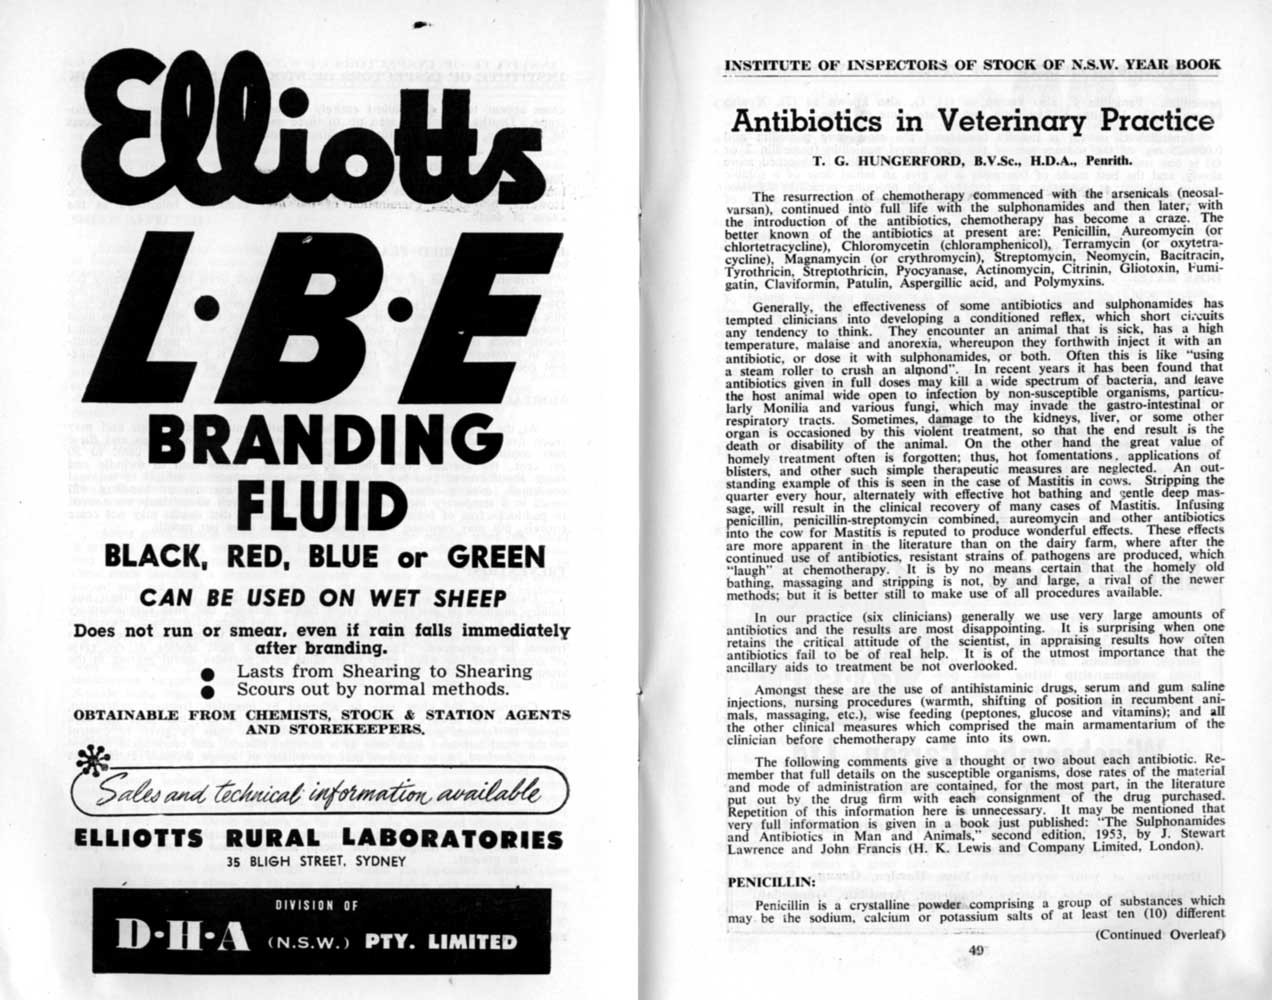 Elliotts
L·B·E
BRANDING
FLUID
BLACK, RED, BLUE or GREEN
CAN BE USED ON WET SHEEP
Does not run or smear, even if rain falls immediately
after branding.
● Lasts from Shearing to Shearing
● Scours out by normal methods.
OBTAINABLE FROM CHEMISTS, STOCK & STATION AGENTS
AND STOREKEEPERS.
Sales and technical information available
ELLIOTTS RURAL LABORATORIES
35 BLIGH STREET, SYDNEY
DIVISION OF
D·H·A (N.S.W.) PTY. LIMITED
INSTITUTE OF INSPECTORS OF STOCK OF N.S.W. YEAR BOOK
Antibiotics in Veterinary Practice
T. G. HUNGERFORD, B.V.Sc., H.D.A., Penrith.
The resurrection of chemotherapy commenced with the arsenicals (neosal-
varsan), continued into full life with the sulphonamides and then later, with
the introduction of the antibiotics, chemotherapy has become a craze. The
better known of the antibiotics at present are: Penicillin, Aureomycin (or
chlortetracycline), Chloromycetin (chloramphenicol), Terramycin (or oxytetra-
cycline), Magnamycin (or crythromycin), Streptomycin, Neomycin, Bacitracin,
Tyrothricin, Streptothricin, Pyocyanase, Actinomycin, Citrinin, Gliotoxin, Fumi-
gatin, Claviformin, Patulin, Aspergillic acid, and Polymyxins.
Generally, the effectiveness of some antibiotics and sulphonamides has
tempted clinicians into developing a conditioned reflex, which short circuits
any tendency to think. They encounter an animal that is sick, has a high
temperature, malaise and anorexia, whereupon they forthwith inject it with an
antibiotic, or dose it with sulphonamides, or both. Often this is like "using
a steam roller to crush an almond". In recent years it has been found that
antibiotics given in full doses may kill a wide spectrum of bacteria, and leave
the host animal wide open to infection by non-susceptible organisms, particu-
larly Monilia and various fungi, which may invade the gastro-intestinal or
respiratory tracts. Sometimes, damage to the kidneys, liver, or some other
organ is occasioned by this violent treatment, so that the end result is the
death or disability of the animal. On the other hand the great value of
homely treatment often is forgotten; thus, hot fomentations, applications of
blisters, and other such simple therapeutic measures are neglected. An out-
standing example of this is seen in the case of Mastitis in cows. Stripping the
quarter every hour, alternately with effective hot bathing and gentle deep mas-
sage, will result in the clinical recovery of many cases of Mastitis. Infusing
penicillin, penicillin-streptomycin combined, aureomycin and other antibiotics
into the cow for Mastitis is reputed to produce wonderful effects. These effects
are more apparent in the literature than on the dairy farm, where after the
continued use of antibiotics, resistant strains of pathogens are produced, which
"laugh" at chemotherapy. It is by no means certain that the homely old
bathing, massaging and stripping is not, by and large, a rival of the newer
methods; but it is better still to make use of all procedures available.
In our practice (six clinicians) generally we use very large amounts of
antibiotics and the results are most disappointing. It is surprising when one
retains the critical attitude of the scientist, in appraising results how often
antibiotics fail to be of real help. It is of the utmost importance that the
ancillary aids to treatment be not overlooked.
Amongst these are the use of antihistaminic drugs, serum and gum saline
injections, nursing procedures (warmth, shifting of position in recumbent ani-
mals, massaging, etc.), wise feeding (peptones, glucose and vitamins); and all
the other clinical measures which comprised the main armamentarium of the
clinician before chemotherapy came into its own.
The following comments give a thought or two about each antibiotic. Re-
member that full details on the susceptible organisms, dose rates of the material
and mode of administration are contained, for the most part, in the literature
put out by the drug firm with each consignment of the drug purchased.
Repetition of this information here is unnecessary. It may be mentioned that
very full information is given in a book just published: "The Sulphonamides
and Antibiotics in Man and Animals," second edition, 1953, by J. Stewart
Lawrence and John Francis (H. K. Lewis and Company Limited, London).
PENICILLIN:
Penicillin is a crystalline powder comprising a group of substances which
may be the sodium, calcium or potassium salts of at least ten (10) different
(Continued Overleaf)
49